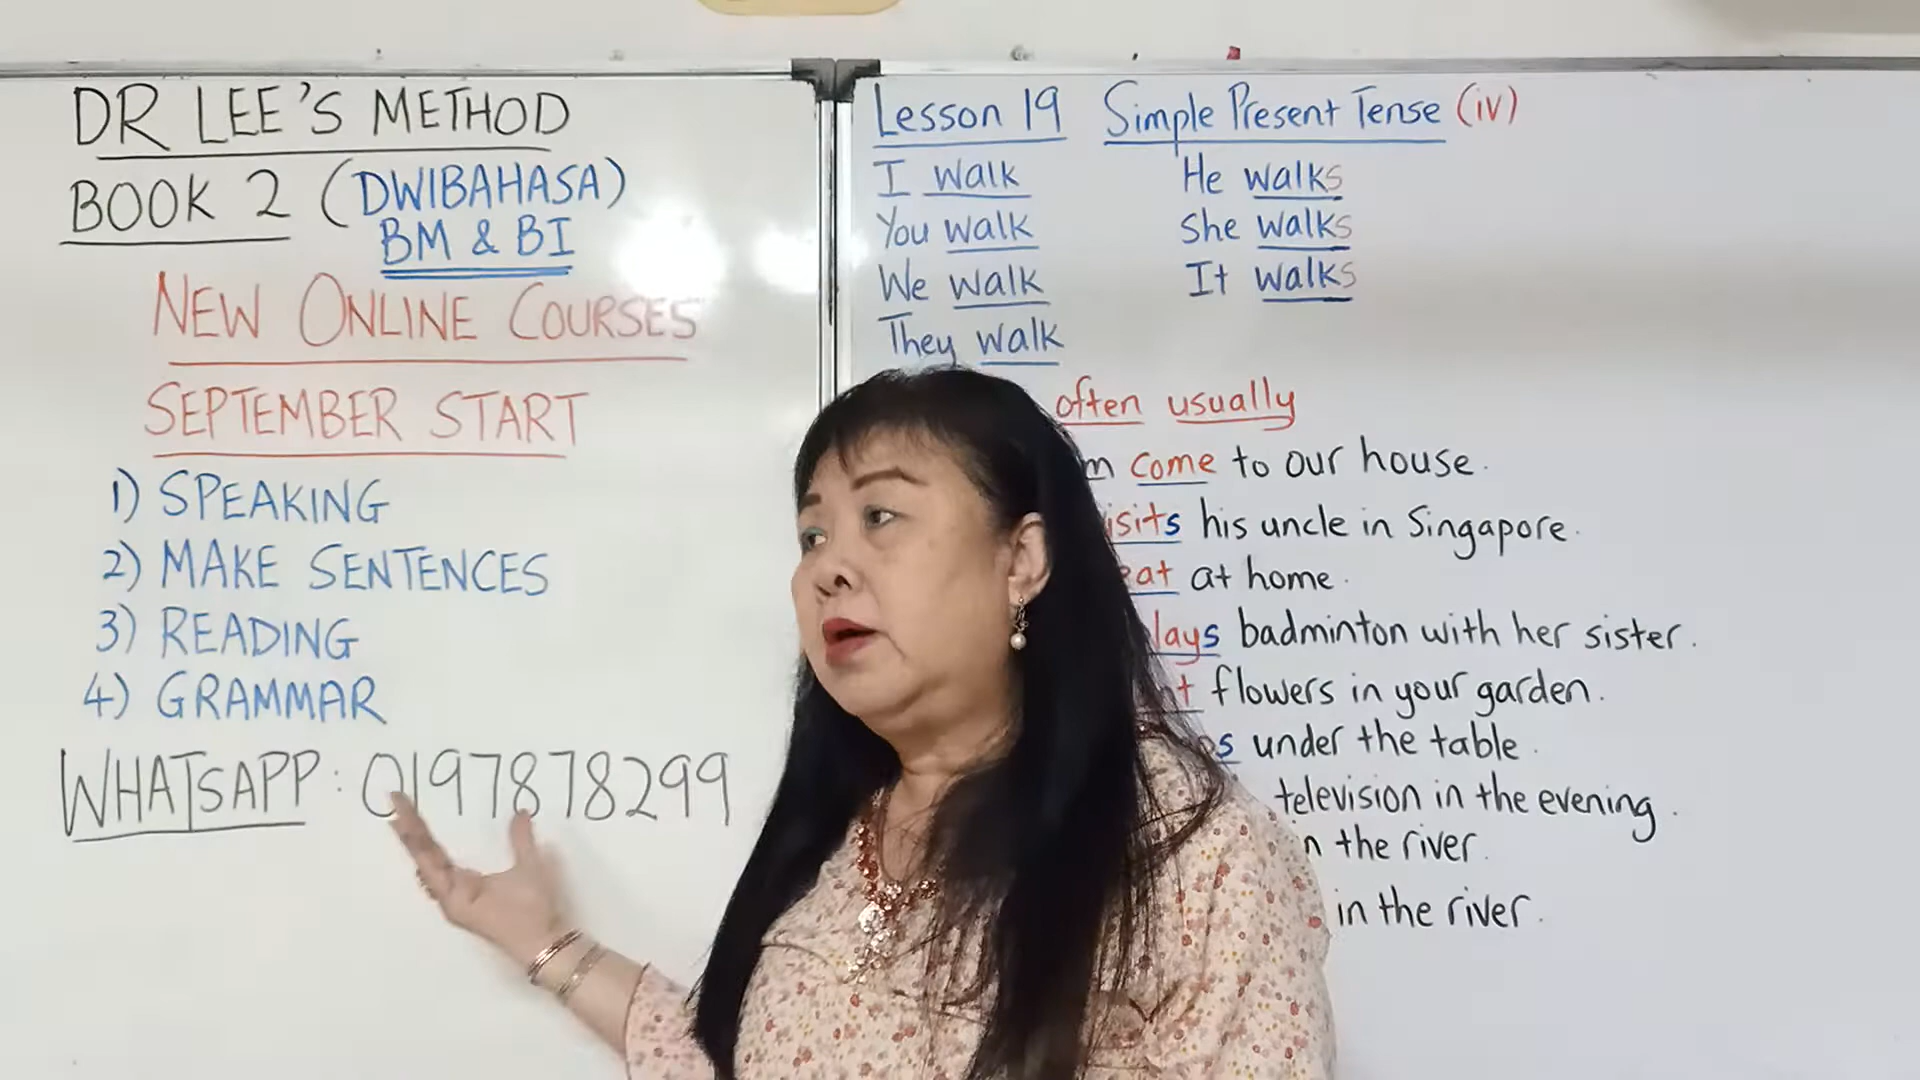 DR LEE'S METHOD
BOOK 2 (DWIBAHASA)
BM & BI
NEW ONLINE COURSES
SEPTEMBER START
1) SPEAKING
2) MAKE SENTENCES
3) READING
4) GRAMMAR
WHATSAPP : 0197878299
Lesson 19 Simple Present Tense (iv)
I walk He walks
You walk She walks
We walk It walks
They walk
often usually
come to our house.
his uncle in Singapore.
at home.
badminton with her sister.
flowers in your garden.
under the table.
television in the evening.
the river.
in the river.